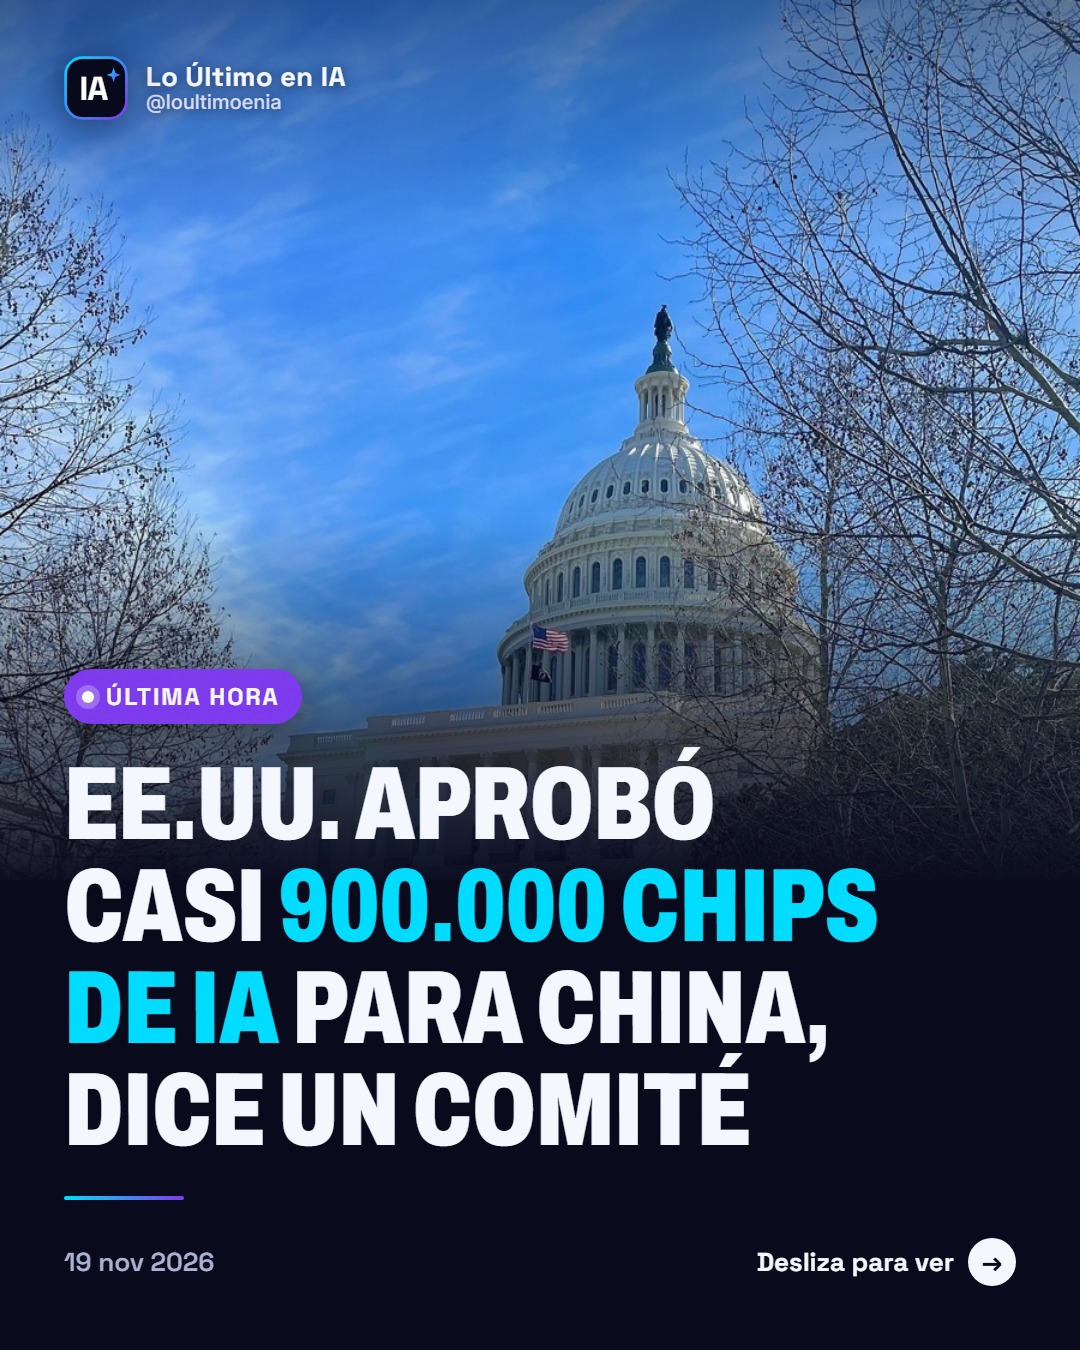 IA
Lo Último en IA
@loultimoenia
ÚLTIMA HORA
EE.UU. APROBÓ
CASI 900.000 CHIPS
DE IA PARA CHINA,
DICE UN COMITÉ
19 nov 2026
Desliza para ver →